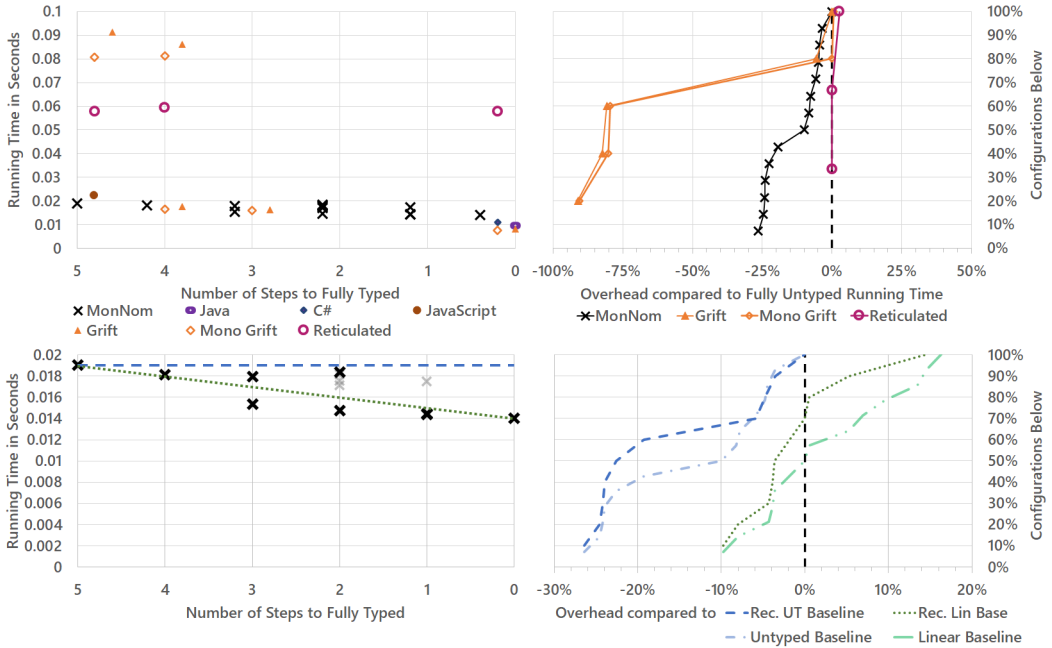 0.1
0.09
0.08
0.07
0.06
0.05
0.04
0.03
0.02
0.01
0
Running Time in Seconds
5 4 3 2 1 0
Number of Steps to Fully Typed
MonNom Java C# JavaScript
Grift Mono Grift Reticulated
100%
90%
80%
70%
60%
50%
40%
30%
20%
10%
0%
Configurations Below
-100% -75% -50% -25% 0% 25% 50%
Overhead compared to Fully Untyped Running Time
MonNom Grift Mono Grift Reticulated
0.02
0.018
0.016
0.014
0.012
0.01
0.008
0.006
0.004
0.002
0
Running Time in Seconds
5 4 3 2 1 0
Number of Steps to Fully Typed
100%
90%
80%
70%
60%
50%
40%
30%
20%
10%
0%
Configurations Below
-30% -20% -10% 0% 10% 20%
Overhead compared to Rec. UT Baseline Rec. Lin Base
Untyped Baseline Linear Baseline